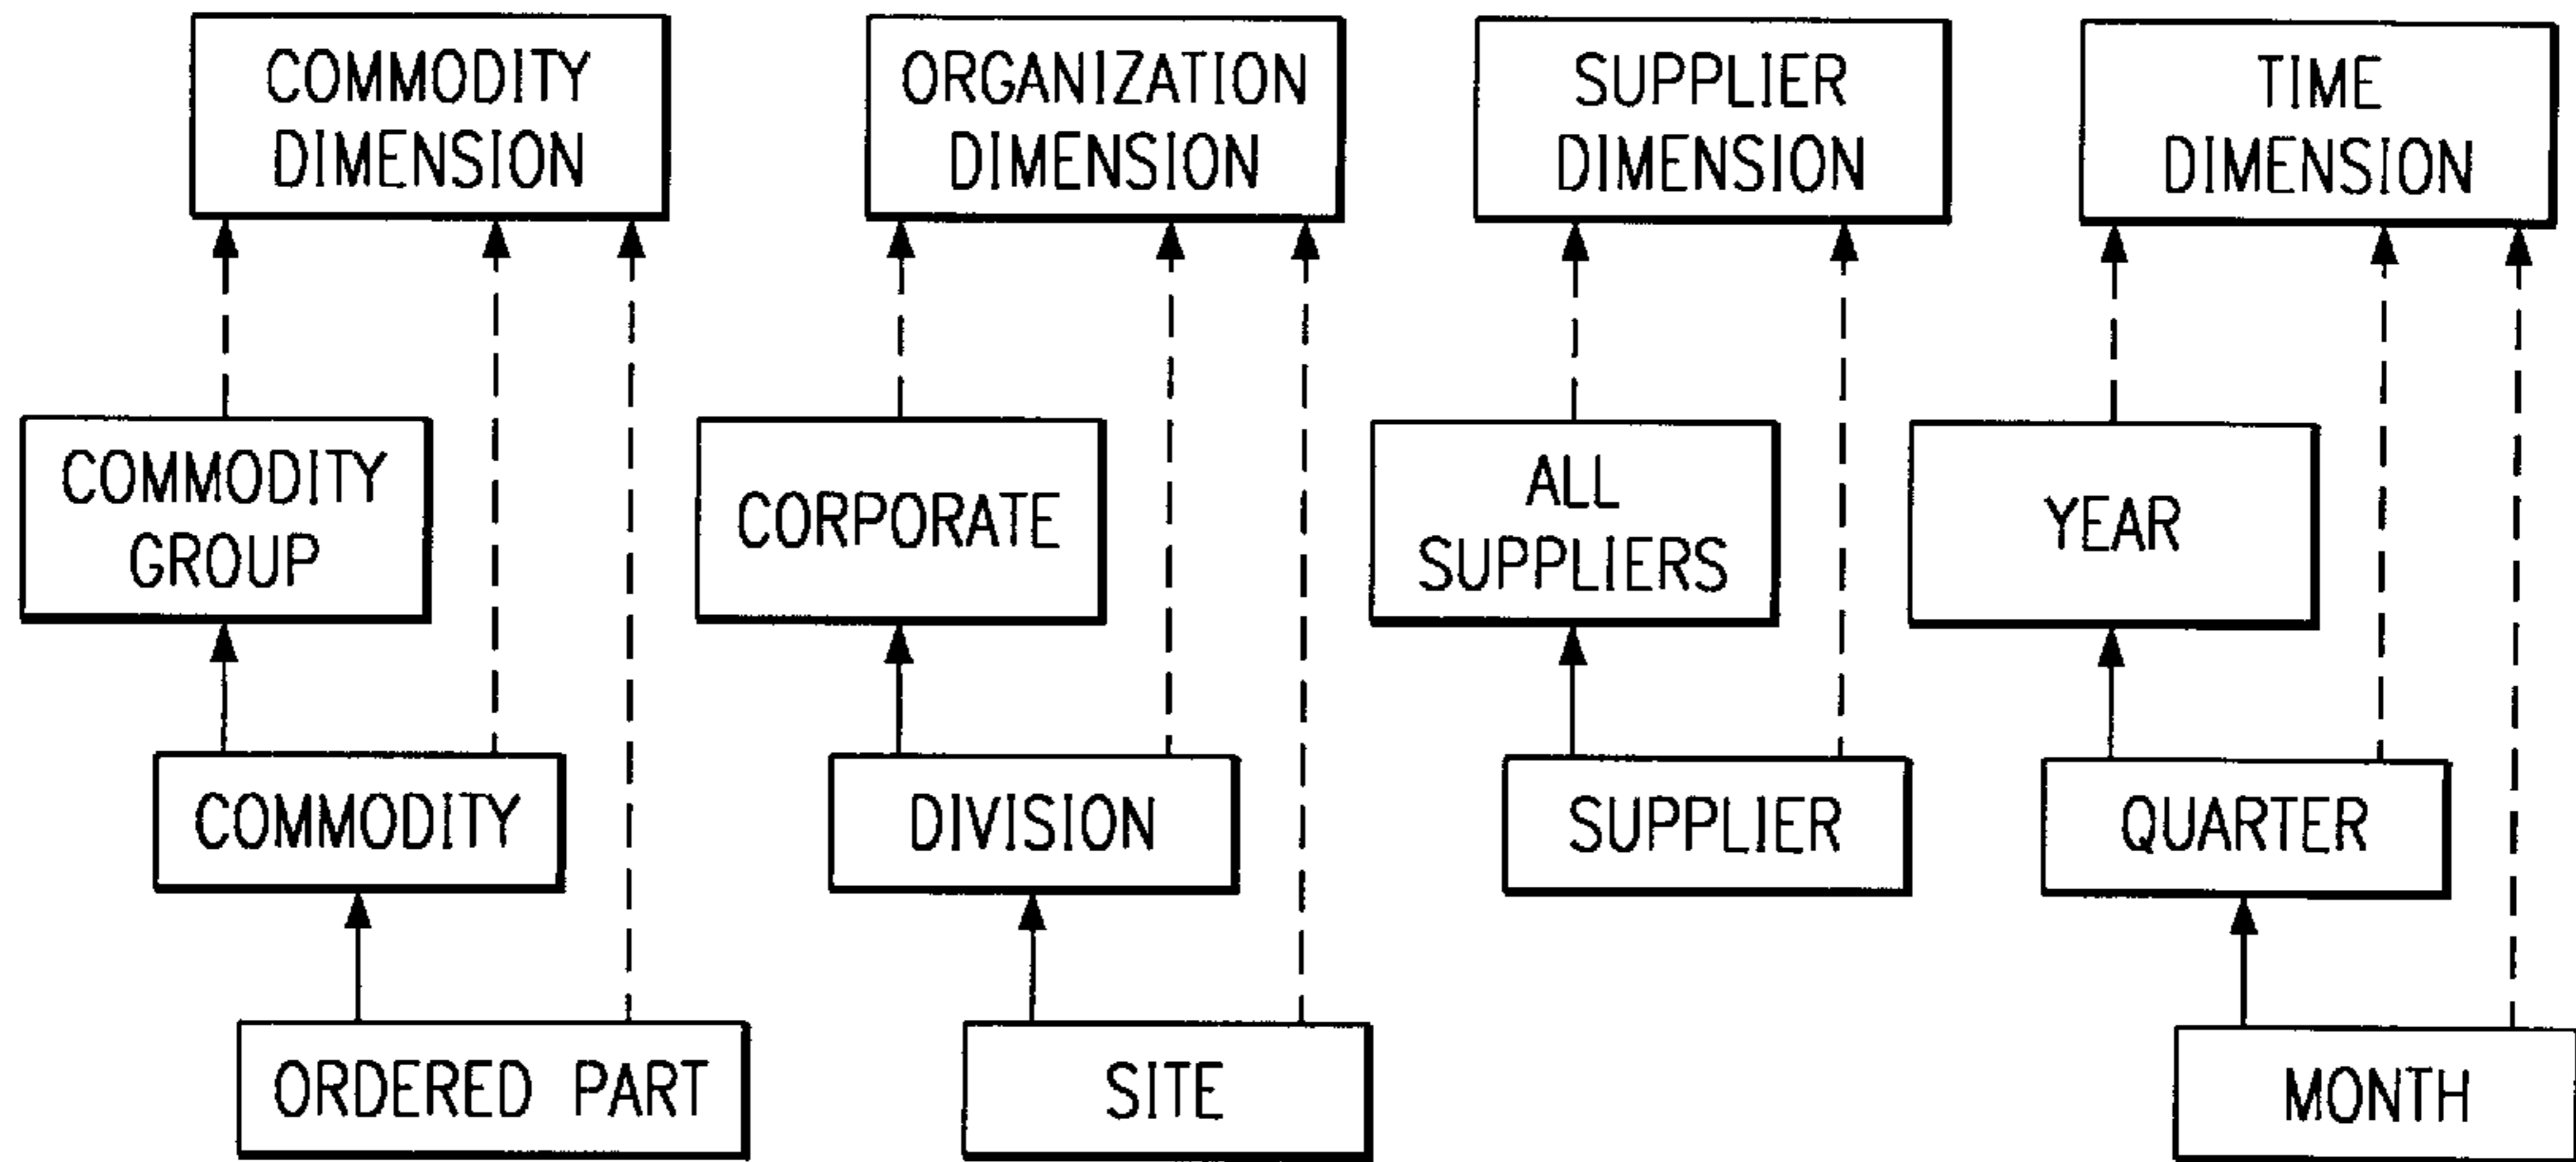 COMMODITY
DIMENSION
ORGANIZATION
DIMENSION
SUPPLIER
DIMENSION
TIME
DIMENSION
COMMODITY
GROUP
CORPORATE
ALL
SUPPLIERS
YEAR
COMMODITY
DIVISION
SUPPLIER
QUARTER
ORDERED PART
SITE
MONTH